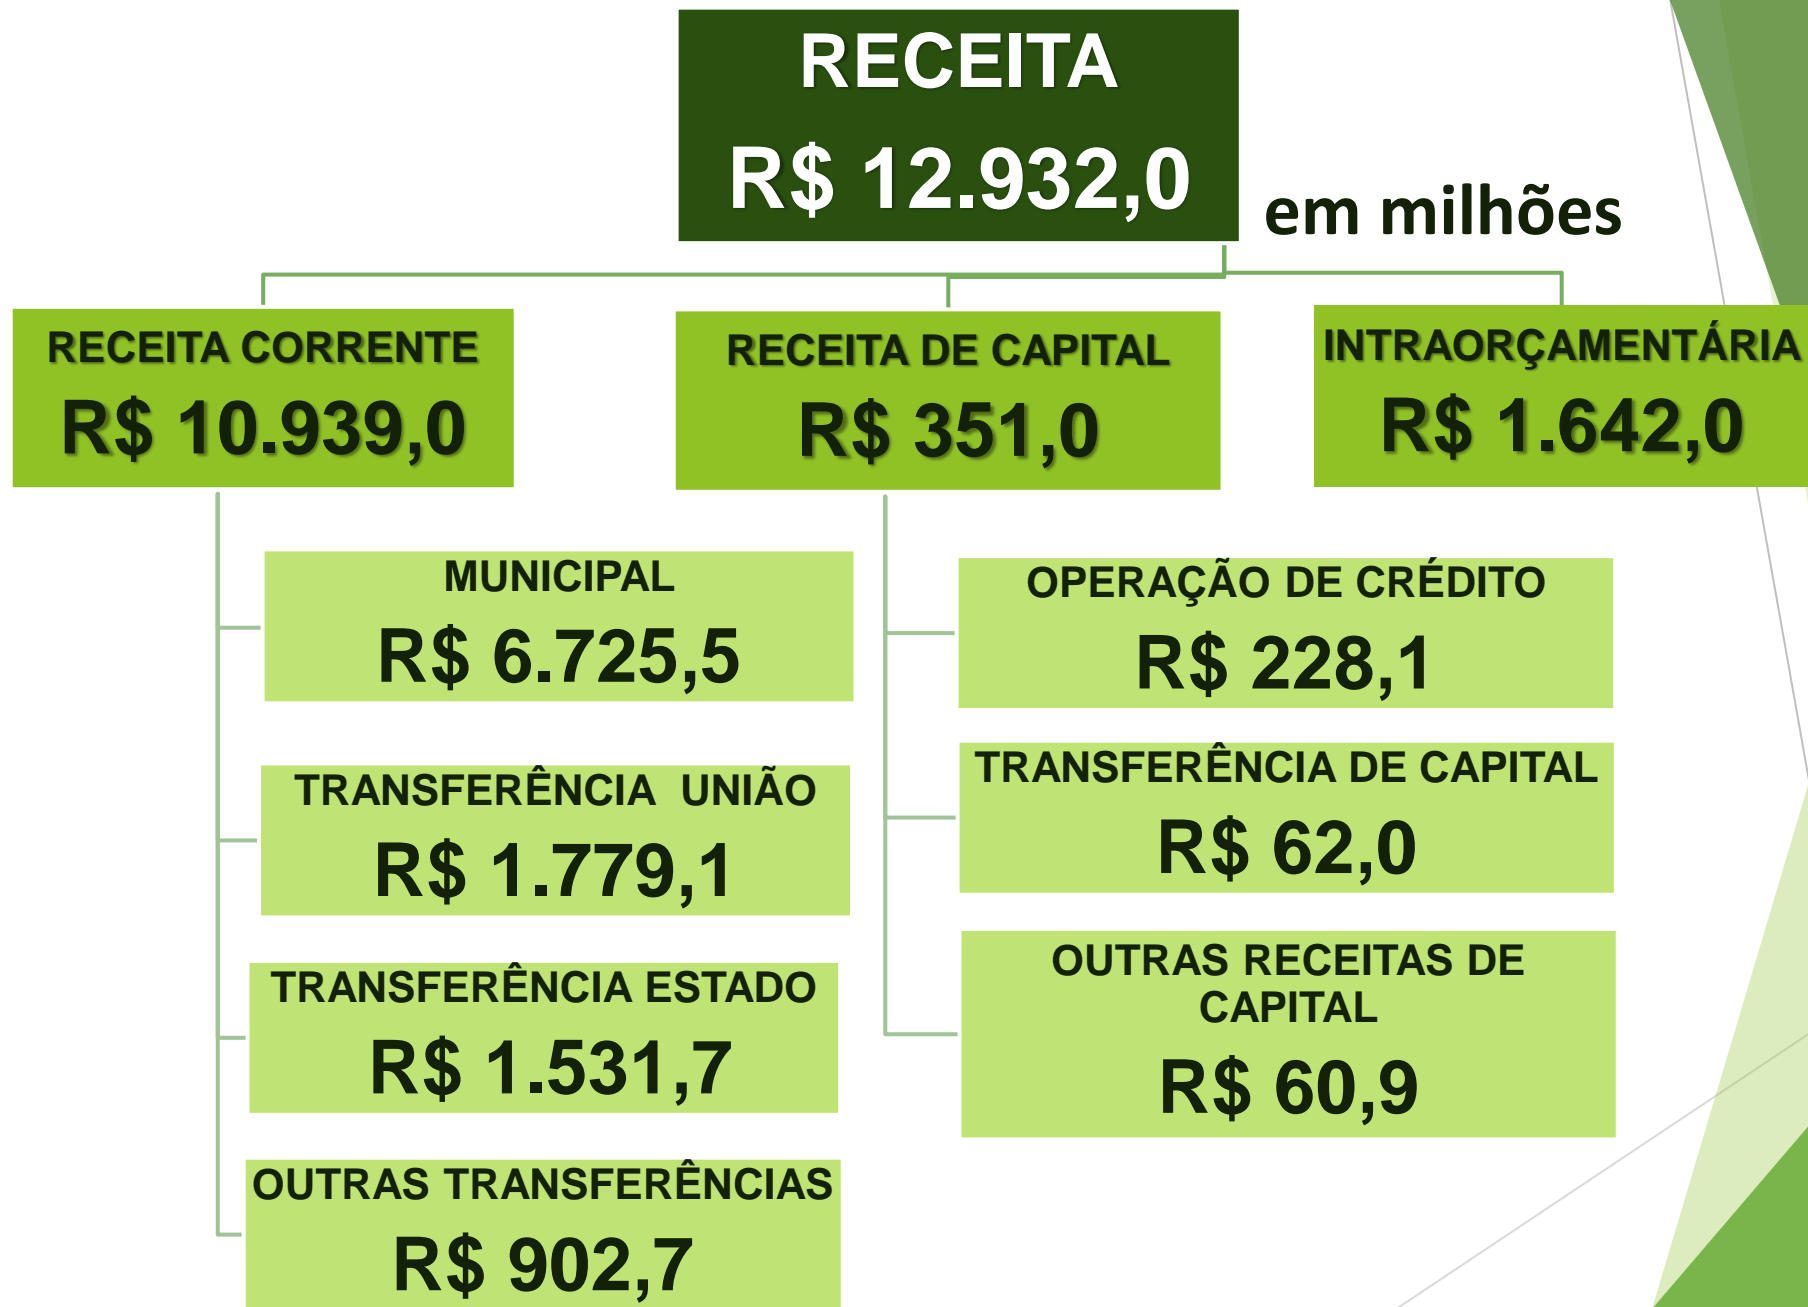 RECEITA
R$ 12.932,0
em milhões
RECEITA CORRENTE
R$ 10.939,0
RECEITA DE CAPITAL
R$ 351,0
INTRAORÇAMENTÁRIA
R$ 1.642,0
MUNICIPAL
R$ 6.725,5
TRANSFERÊNCIA UNIÃO
R$ 1.779,1
TRANSFERÊNCIA ESTADO
R$ 1.531,7
OUTRAS TRANSFERÊNCIAS
R$ 902,7
OPERAÇÃO DE CRÉDITO
R$ 228,1
TRANSFERÊNCIA DE CAPITAL
R$ 62,0
OUTRAS RECEITAS DE
CAPITAL
R$ 60,9